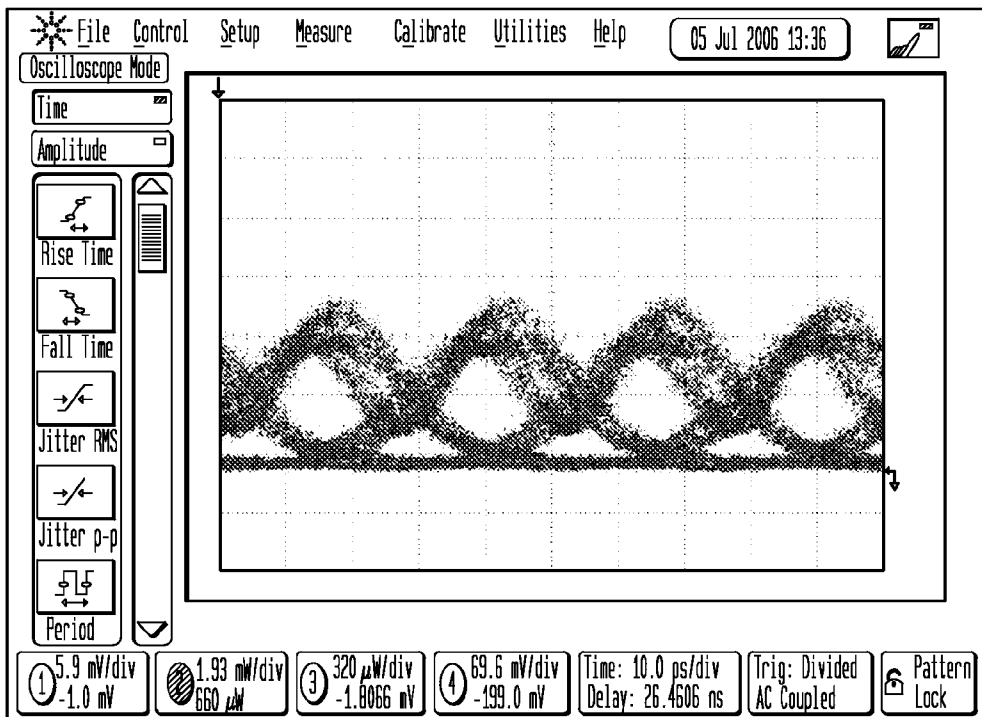 File Control Setup Measure Calibrate Utilities Help 05 Jul 2006 13:36
Oscilloscope Mode
Time
Amplitude
Rise Time
Fall Time
Jitter RMS
Jitter p-p
Period
1 5.9 mV/div
-1.0 mV
2 1.93 mW/div
660 μW
3 320 μW/div
-1.8066 mV
4 69.6 mV/div
-199.0 mV
Time: 10.0 ps/div
Delay: 26.4606 ns
Trig: Divided
AC Coupled
Pattern
Lock